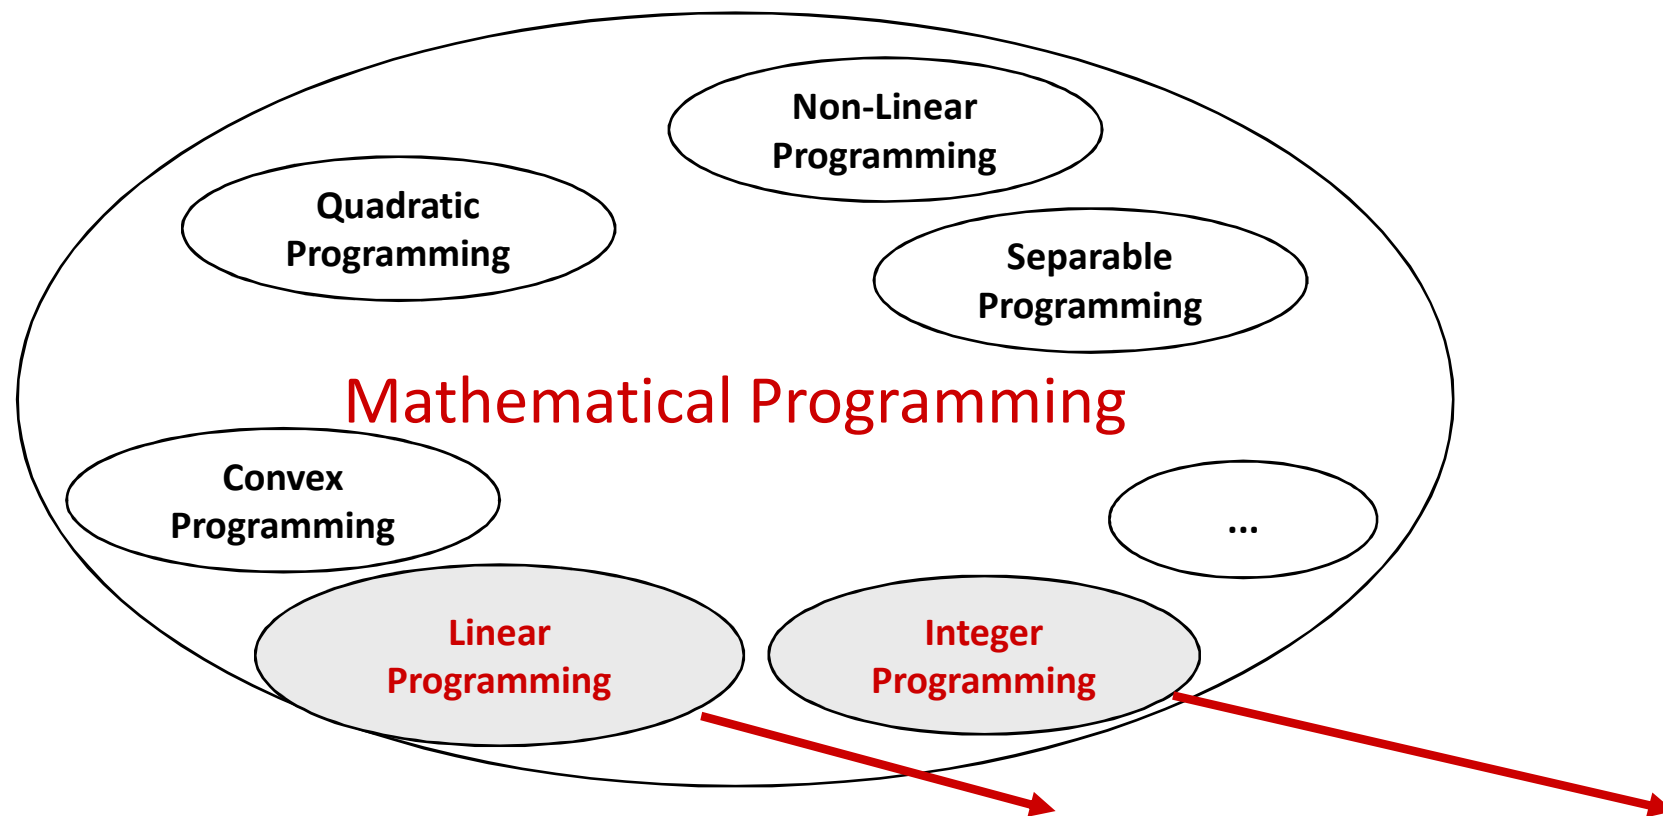 Non-Linear
Programming
Quadratic
Programming
Separable
Programming
Mathematical Programming
Convex
Programming
...
Linear
Programming
Integer
Programming